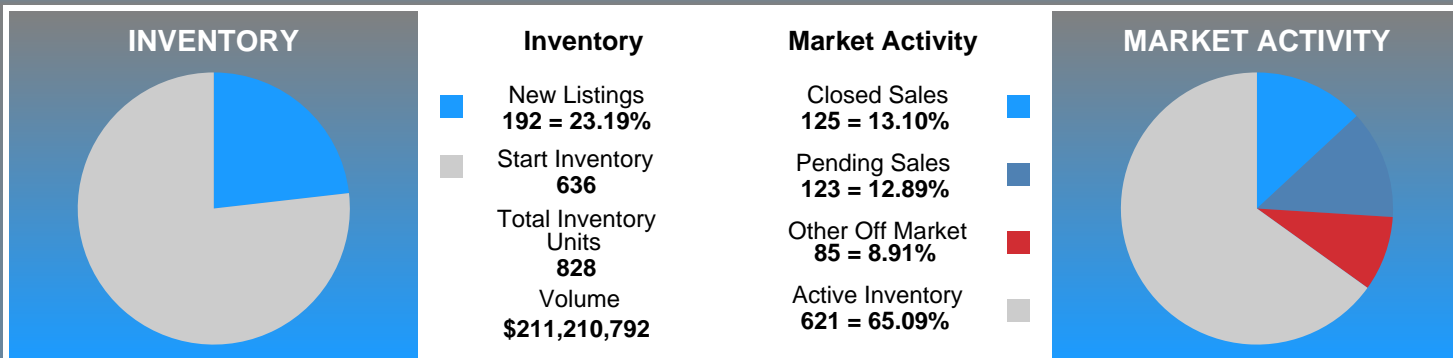 INVENTORY
Inventory
New Listings
192 = 23.19%
Start Inventory
636
Total Inventory
Units
828
Volume
$211,210,792
Market Activity
Closed Sales
125 = 13.10%
Pending Sales
123 = 12.89%
Other Off Market
85 = 8.91%
Active Inventory
621 = 65.09%
MARKET ACTIVITY